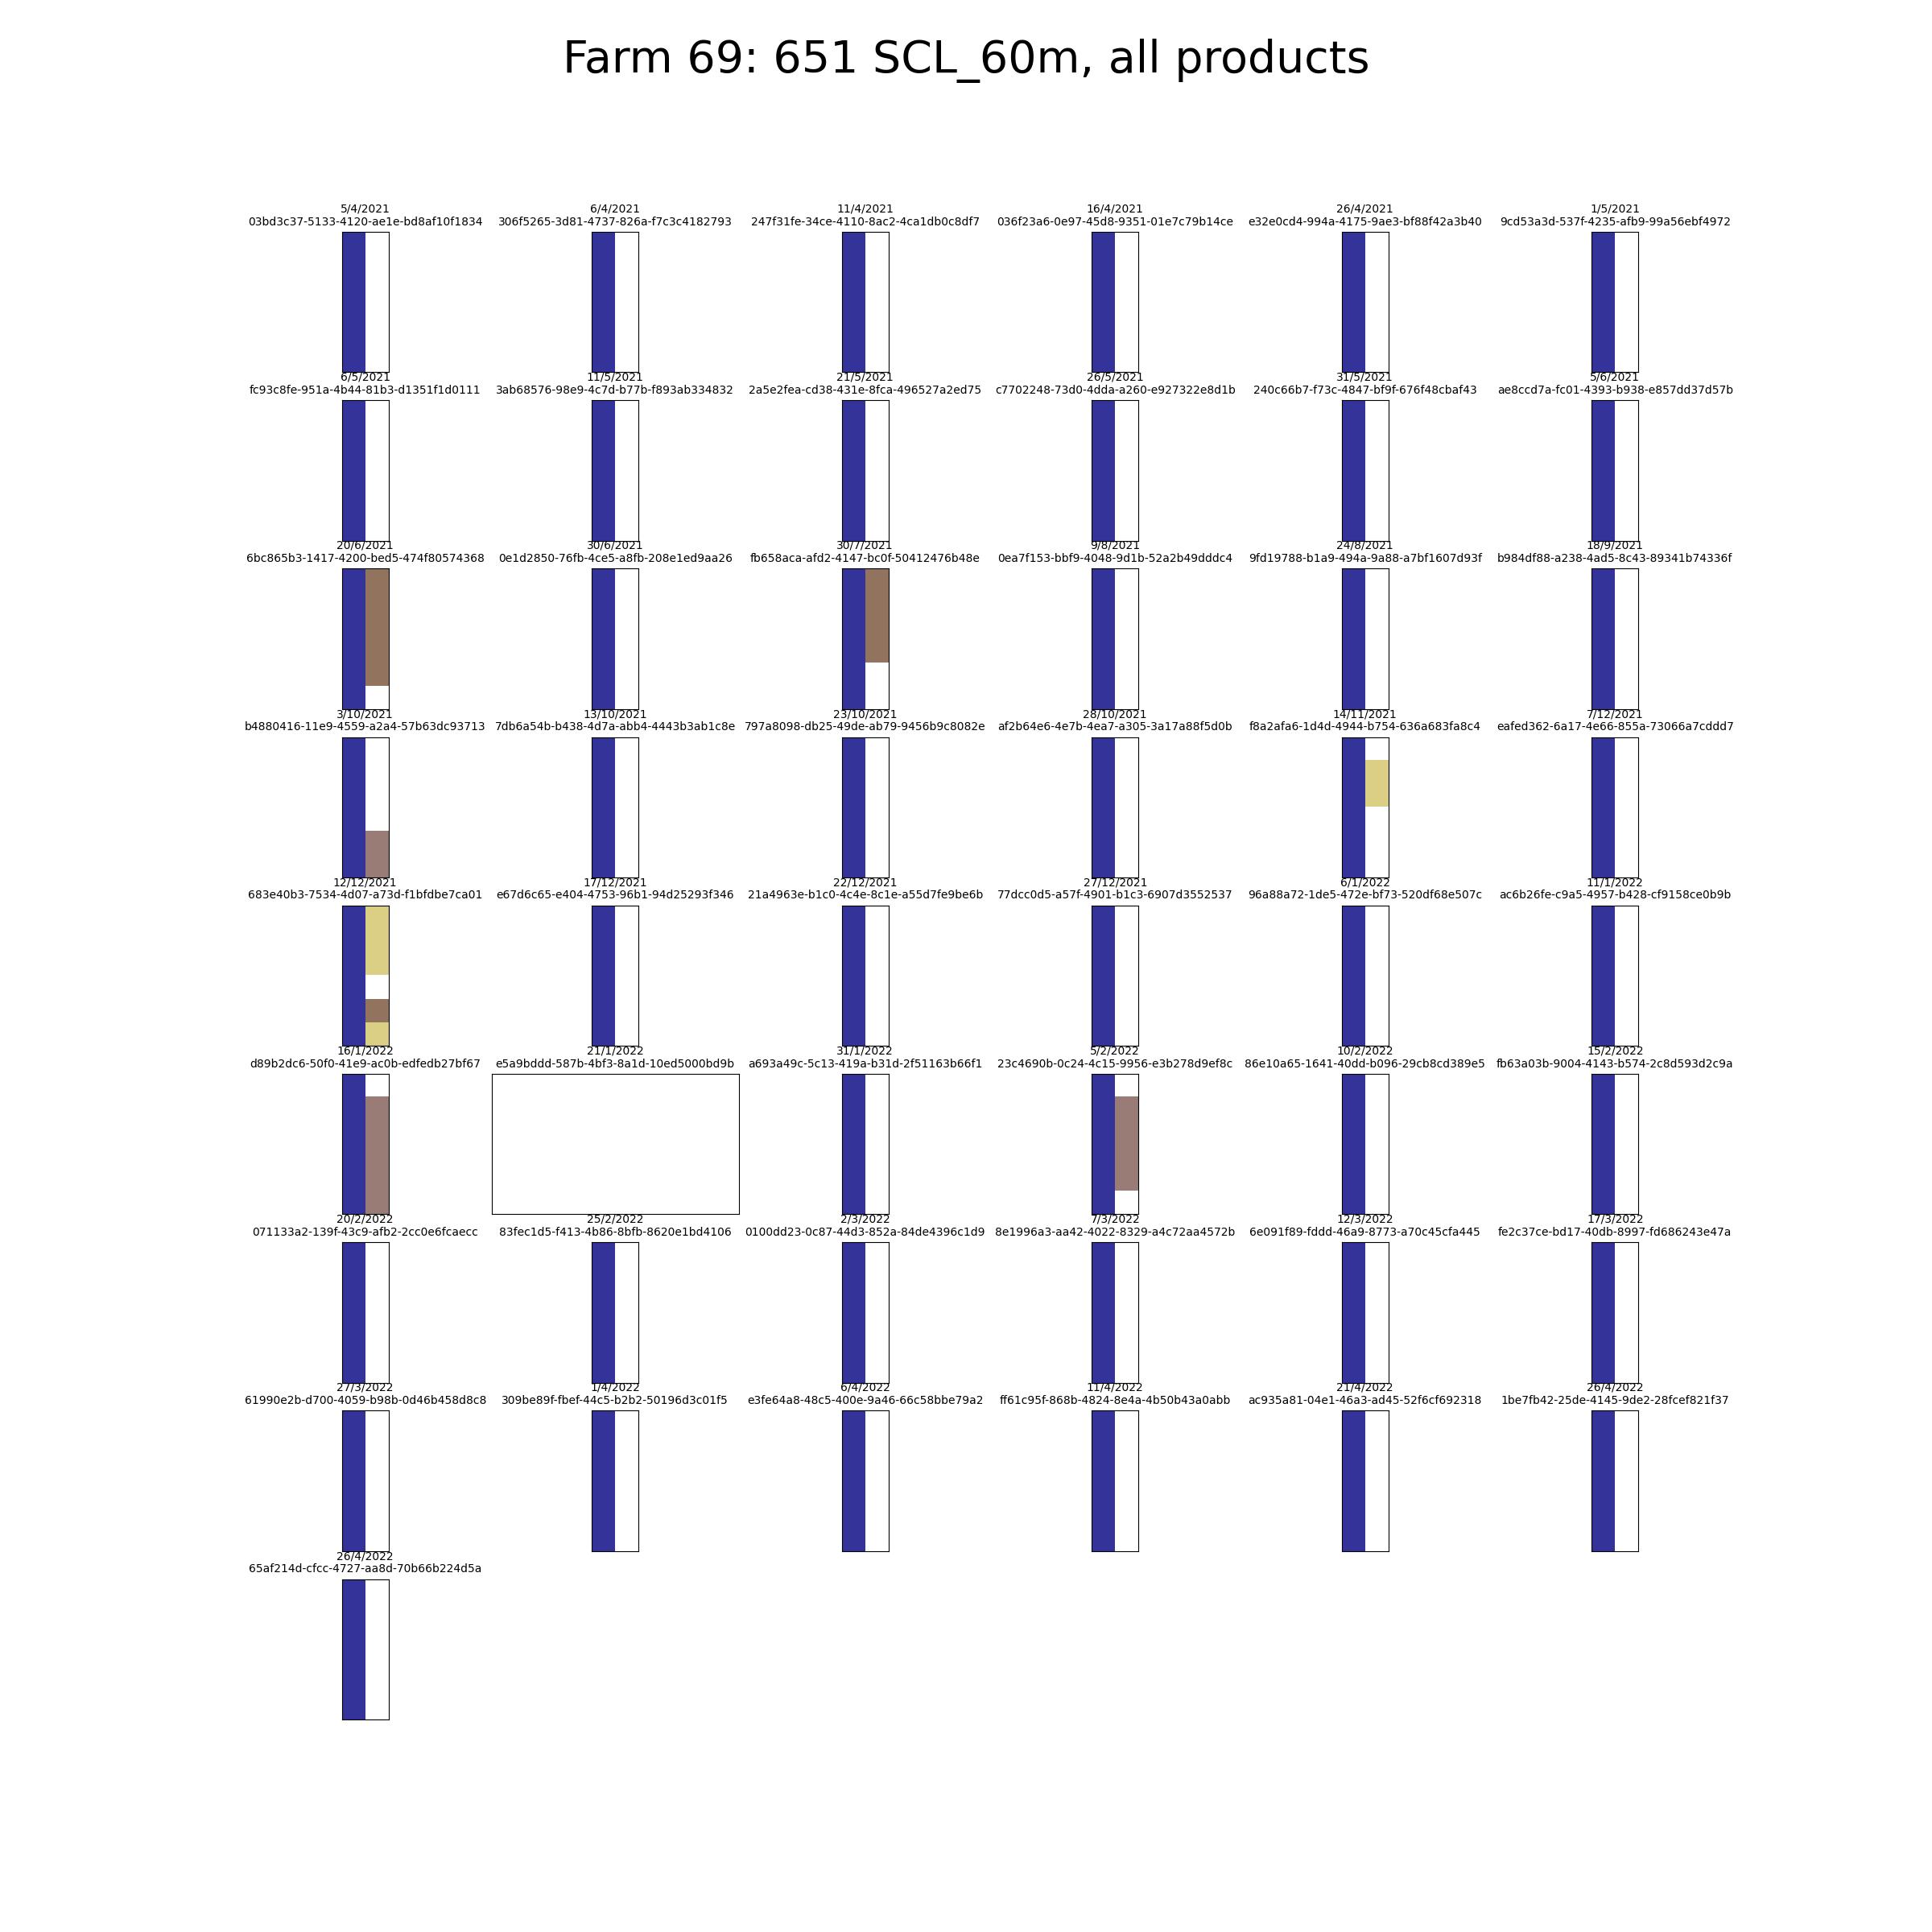 Farm 69: 651 SCL_60m, all products
5/4/2021
03bd3c37-5133-4120-ae1e-bd8af10f1834
6/4/2021
306f5265-3d81-4737-826a-f7c3c4182793
11/4/2021
247f31fe-34ce-4110-8ac2-4ca1db0c8df7
16/4/2021
036f23a6-0e97-45d8-9351-01e7c79b14ce
26/4/2021
e32e0cd4-994a-4175-9ae3-bf88f42a3b40
1/5/2021
9cd53a3d-537f-4235-afb9-99a56ebf4972
6/5/2021
fc93c8fe-951a-4b44-81b3-d1351f1d0111
11/5/2021
3ab68576-98e9-4c7d-b77b-f893ab334832
21/5/2021
2a5e2fea-cd38-431e-8fca-496527a2ed75
26/5/2021
c7702248-73d0-4dda-a260-e927322e8d1b
31/5/2021
240c66b7-f73c-4847-bf9f-676f48cbaf43
5/6/2021
ae8ccd7a-fc01-4393-b938-e857dd37d57b
20/6/2021
6bc865b3-1417-4200-bed5-474f80574368
30/6/2021
0e1d2850-76fb-4ce5-a8fb-208e1ed9aa26
30/7/2021
fb658aca-afd2-4147-bc0f-50412476b48e
9/8/2021
0ea7f153-bbf9-4048-9d1b-52a2b49dddc4
24/8/2021
9fd19788-b1a9-494a-9a88-a7bf1607d93f
18/9/2021
b984df88-a238-4ad5-8c43-89341b74336f
3/10/2021
b4880416-11e9-4559-a2a4-57b63dc93713
13/10/2021
7db6a54b-b438-4d7a-abb4-4443b3ab1c8e
23/10/2021
797a8098-db25-49de-ab79-9456b9c8082e
28/10/2021
af2b64e6-4e7b-4ea7-a305-3a17a88f5d0b
14/11/2021
f8a2afa6-1d4d-4944-b754-636a683fa8c4
7/12/2021
eafed362-6a17-4e66-855a-73066a7cddd7
12/12/2021
683e40b3-7534-4d07-a73d-f1bfdbe7ca01
17/12/2021
e67d6c65-e404-4753-96b1-94d25293f346
22/12/2021
21a4963e-b1c0-4c4e-8c1e-a55d7fe9be6b
27/12/2021
77dcc0d5-a57f-4901-b1c3-6907d3552537
6/1/2022
96a88a72-1de5-472e-bf73-520df68e507c
11/1/2022
ac6b26fe-c9a5-4957-b428-cf9158ce0b9b
16/1/2022
d89b2dc6-50f0-41e9-ac0b-edfedb27bf67
21/1/2022
e5a9bddd-587b-4bf3-8a1d-10ed5000bd9b
31/1/2022
a693a49c-5c13-419a-b31d-2f51163b66f1
5/2/2022
23c4690b-0c24-4c15-9956-e3b278d9ef8c
10/2/2022
86e10a65-1641-40dd-b096-29cb8cd389e5
15/2/2022
fb63a03b-9004-4143-b574-2c8d593d2c9a
20/2/2022
071133a2-139f-43c9-afb2-2cc0e6fcaecc
25/2/2022
83fec1d5-f413-4b86-8bfb-8620e1bd4106
2/3/2022
0100dd23-0c87-44d3-852a-84de4396c1d9
7/3/2022
8e1996a3-aa42-4022-8329-a4c72aa4572b
12/3/2022
6e091f89-fddd-46a9-8773-a70c45cfa445
17/3/2022
fe2c37ce-bd17-40db-8997-fd686243e47a
27/3/2022
61990e2b-d700-4059-b98b-0d46b458d8c8
1/4/2022
309be89f-fbef-44c5-b2b2-50196d3c01f5
6/4/2022
e3fe64a8-48c5-400e-9a46-66c58bbe79a2
11/4/2022
ff61c95f-868b-4824-8e4a-4b50b43a0abb
21/4/2022
ac935a81-04e1-46a3-ad45-52f6cf692318
26/4/2022
1be7fb42-25de-4145-9de2-28fcef821f37
26/4/2022
65af214d-cfcc-4727-aa8d-70b66b224d5a